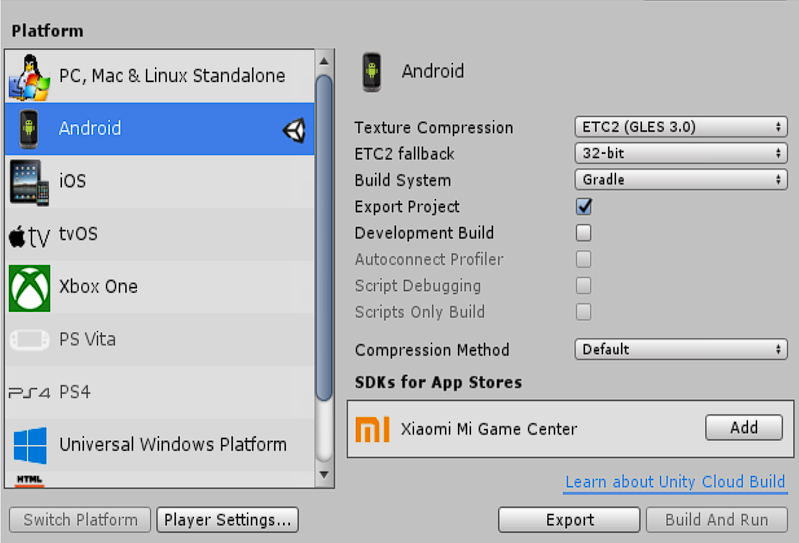 Platform
PC, Mac & Linux Standalone
Android
iOS
tv tvOS
Xbox One
PS Vita
PS4 PS4
Universal Windows Platform
HTML
Switch Platform
Player Settings...
Android
Texture Compression ETC2 (GLES 3.0)
ETC2 fallback 32-bit
Build System Gradle
Export Project
Development Build
Autoconnect Profiler
Script Debugging
Scripts Only Build
Compression Method Default
SDKs for App Stores
mi Xiaomi Mi Game Center Add
Learn about Unity Cloud Build
Export
Build And Run